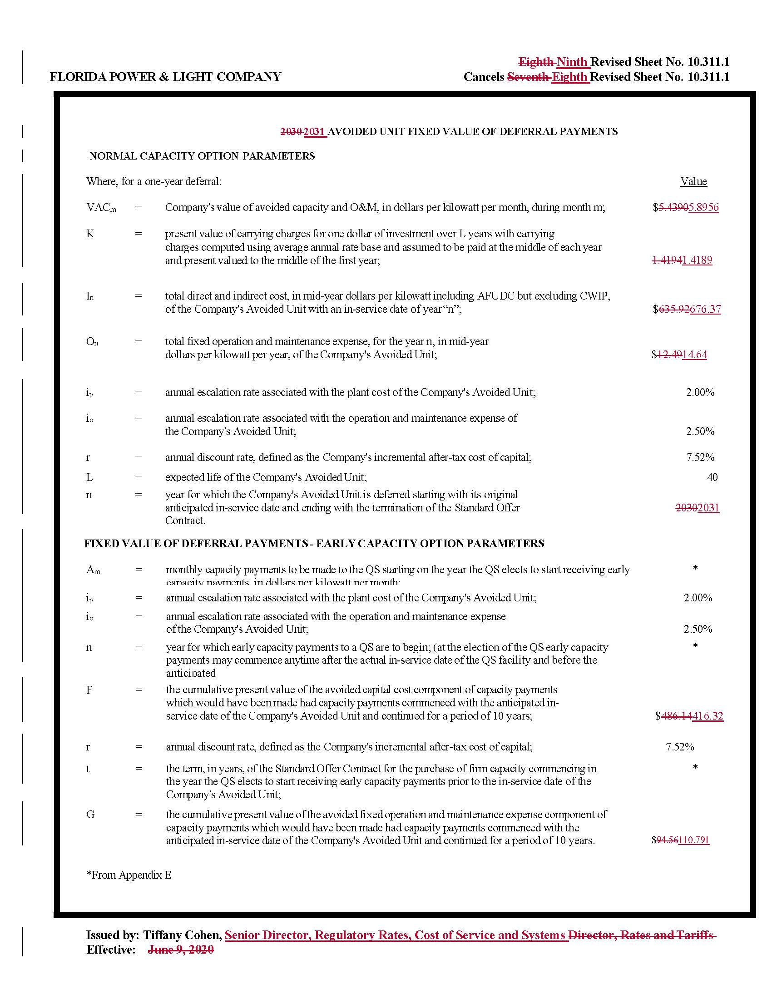 Eighth Ninth Revised Sheet No. 10.311.1
FLORIDA POWER & LIGHT COMPANY Cancels Seventh Eighth Revised Sheet No. 10.311.1
2030 2031 AVOIDED UNIT FIXED VALUE OF DEFERRAL PAYMENTS
NORMAL CAPACITY OPTION PARAMETERS
Where, for a one-year deferral: Value
VACm = Company's value of avoided capacity and O&M, in dollars per kilowatt per month, during month m; $5.43905.8956
K = present value of carrying charges for one dollar of investment over L years with carrying
charges computed using average annual rate base and assumed to be paid at the middle of each year
and present valued to the middle of the first year; 1.41941.4189
In = total direct and indirect cost, in mid-year dollars per kilowatt including AFUDC but excluding CWIP,
of the Company's Avoided Unit with an in-service date of year “n”; $635.92676.37
On = total fixed operation and maintenance expense, for the year n, in mid-year
dollars per kilowatt per year, of the Company's Avoided Unit; $12.4914.64
ip = annual escalation rate associated with the plant cost of the Company's Avoided Unit; 2.00%
io = annual escalation rate associated with the operation and maintenance expense of
the Company's Avoided Unit; 2.50%
r = annual discount rate, defined as the Company's incremental after-tax cost of capital; 7.52%
L = expected life of the Company's Avoided Unit; 40
n = year for which the Company's Avoided Unit is deferred starting with its original
anticipated in-service date and ending with the termination of the Standard Offer 20302031
Contract.
FIXED VALUE OF DEFERRAL PAYMENTS - EARLY CAPACITY OPTION PARAMETERS
Am = monthly capacity payments to be made to the QS starting on the year the QS elects to start receiving early *
capacity payments, in dollars per kilowatt per month;
ip = annual escalation rate associated with the plant cost of the Company's Avoided Unit; 2.00%
io = annual escalation rate associated with the operation and maintenance expense
of the Company's Avoided Unit; 2.50%
n = year for which early capacity payments to a QS are to begin; (at the election of the QS early capacity *
payments may commence anytime after the actual in-service date of the QS facility and before the
anticipated
F = the cumulative present value of the avoided capital cost component of capacity payments
which would have been made had capacity payments commenced with the anticipated in-
service date of the Company's Avoided Unit and continued for a period of 10 years; $486.14416.32
r = annual discount rate, defined as the Company's incremental after-tax cost of capital; 7.52%
t = the term, in years, of the Standard Offer Contract for the purchase of firm capacity commencing in *
the year the QS elects to start receiving early capacity payments prior to the in-service date of the
Company's Avoided Unit;
G = the cumulative present value of the avoided fixed operation and maintenance expense component of
capacity payments which would have been made had capacity payments commenced with the
anticipated in-service date of the Company's Avoided Unit and continued for a period of 10 years. $94.56110.791
*From Appendix E
Issued by: Tiffany Cohen, Senior Director, Regulatory Rates, Cost of Service and Systems Director, Rates and Tariffs
Effective: June 9, 2020